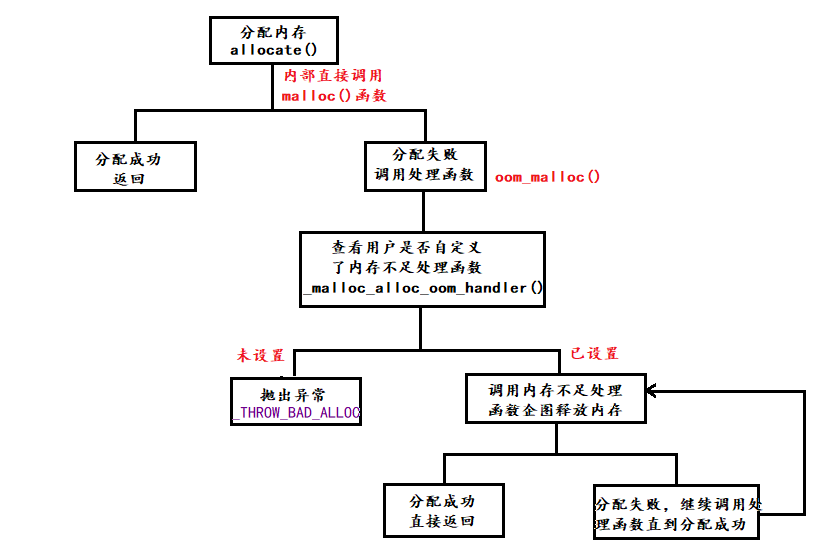 分配内存
allocate()
内部直接调用
malloc()函数
分配成功
返回
分配失败
调用处理函数
oom_malloc()
查看用户是否自定义
了内存不足处理函数
_malloc_alloc_oom_handler()
未设置
已设置
抛出异常
_THROW_BAD_ALLOC
调用内存不足处理
函数企图释放内存
分配成功
直接返回
分配失败，继续调用处
理函数直到分配成功